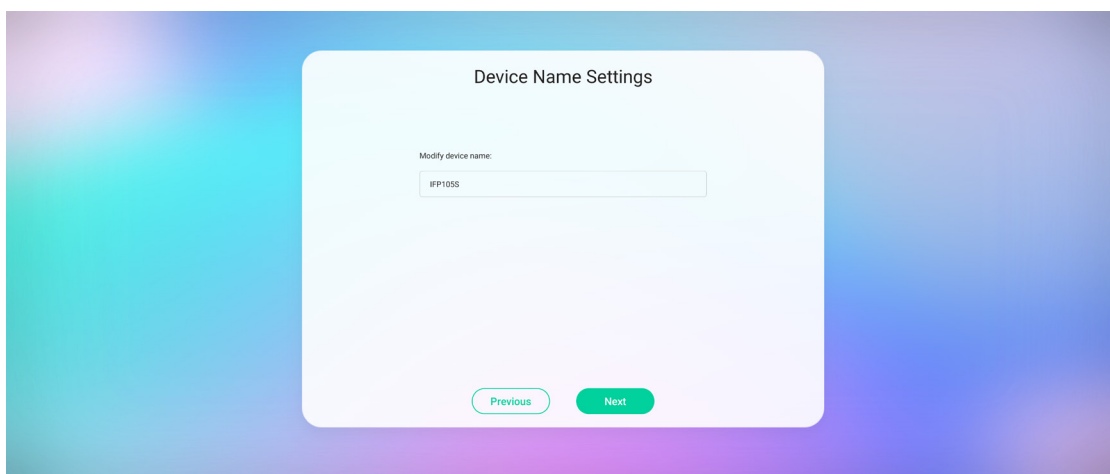 Device Name Settings
Modify device name:
IFP105S
Previous
Next